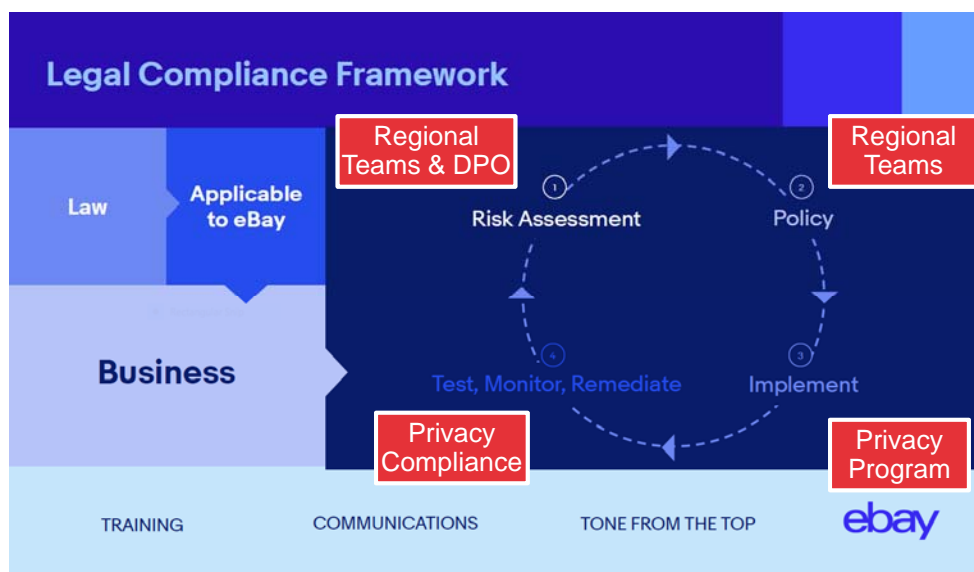 Legal Compliance Framework
Regional
Teams & DPO
Regional
Teams
Law
Applicable
to eBay
1
Risk Assessment
2
Policy
Business
4
Test, Monitor, Remediate
3
Implement
Privacy
Compliance
Privacy
Program
TRAINING
COMMUNICATIONS
TONE FROM THE TOP
ebay